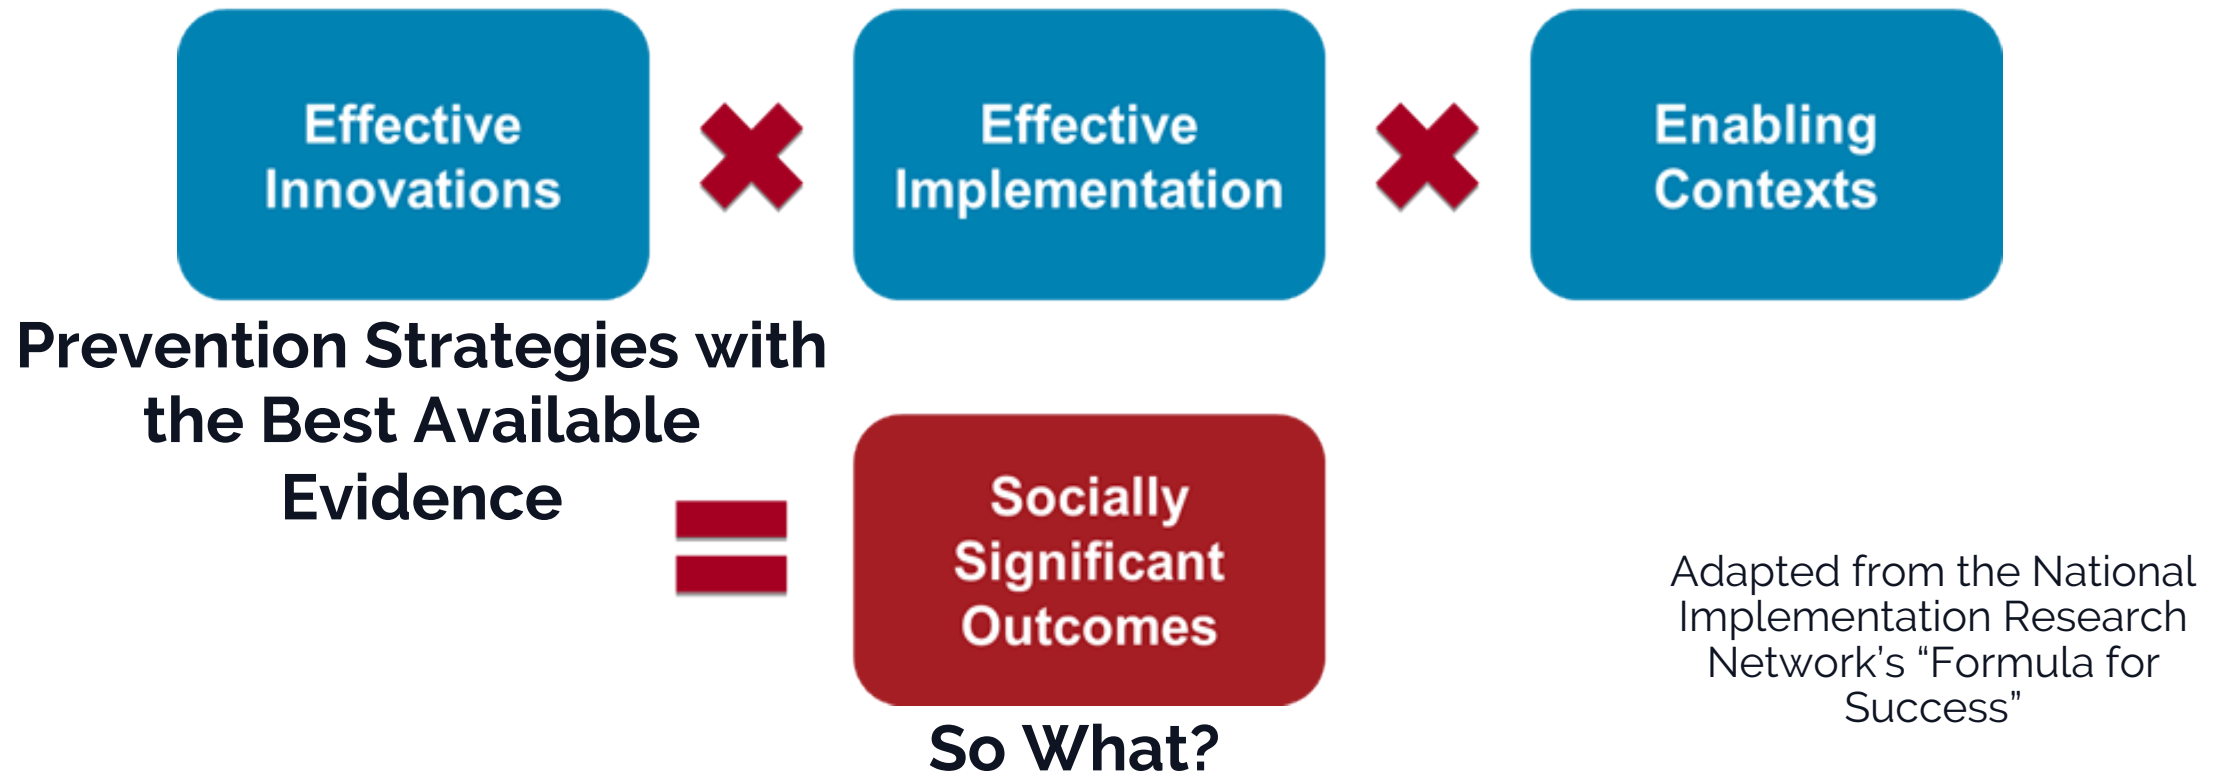 Effective
Innovations
Effective
Implementation
Enabling
Contexts
Prevention Strategies with
the Best Available
Evidence
Socially
Significant
Outcomes
So What?
Adapted from the National
Implementation Research
Network’s “Formula for
Success”